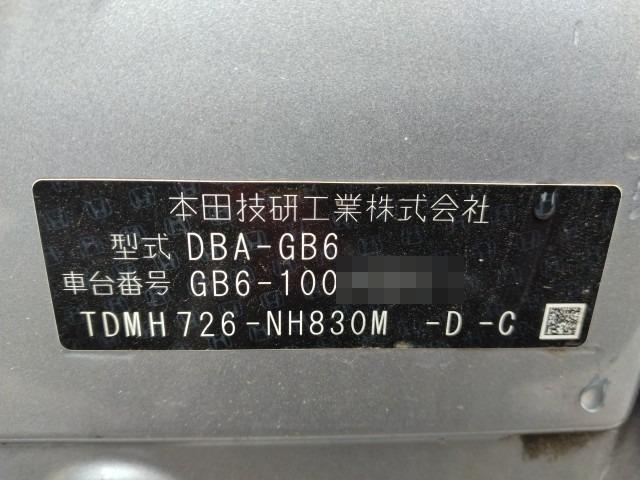 本田技研工業株式会社
型式 DBA-GB6
車台番号 GB6-100
TDMH726-NH830M -D-C